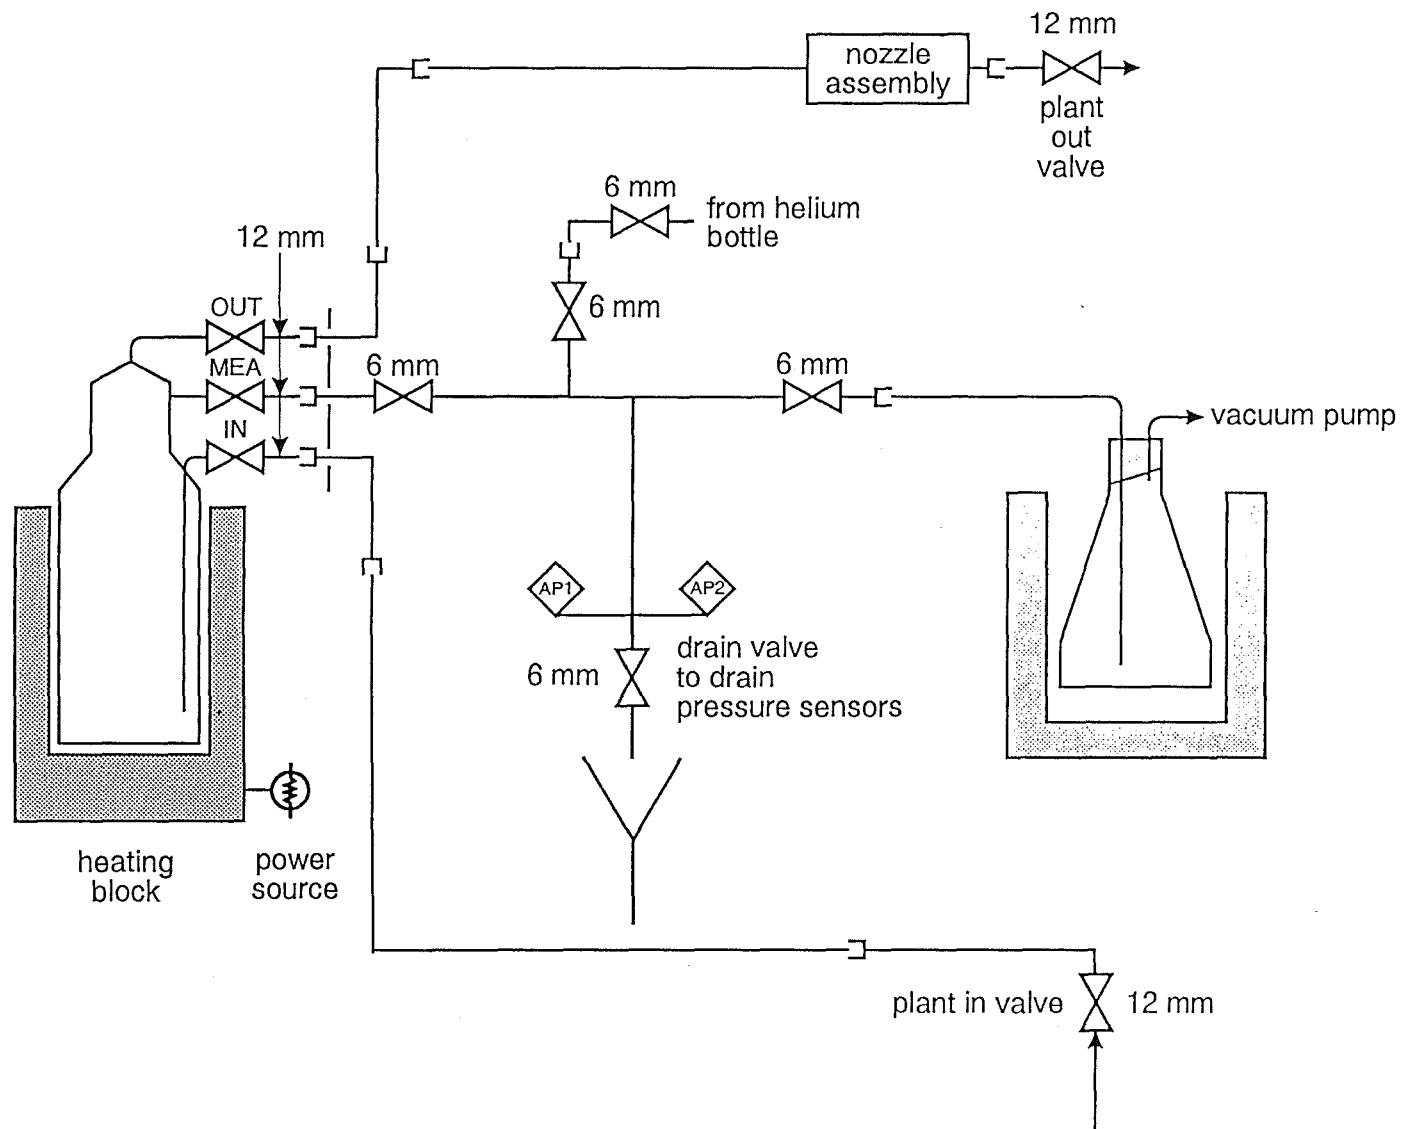 12 mm
nozzle
assembly
plant
out
valve
6 mm
from helium
bottle
12 mm
6 mm
OUT
MEA
6 mm
6 mm
IN
vacuum pump
AP1
AP2
6 mm
drain valve
to drain
pressure sensors
heating
block
power
source
plant in valve
12 mm